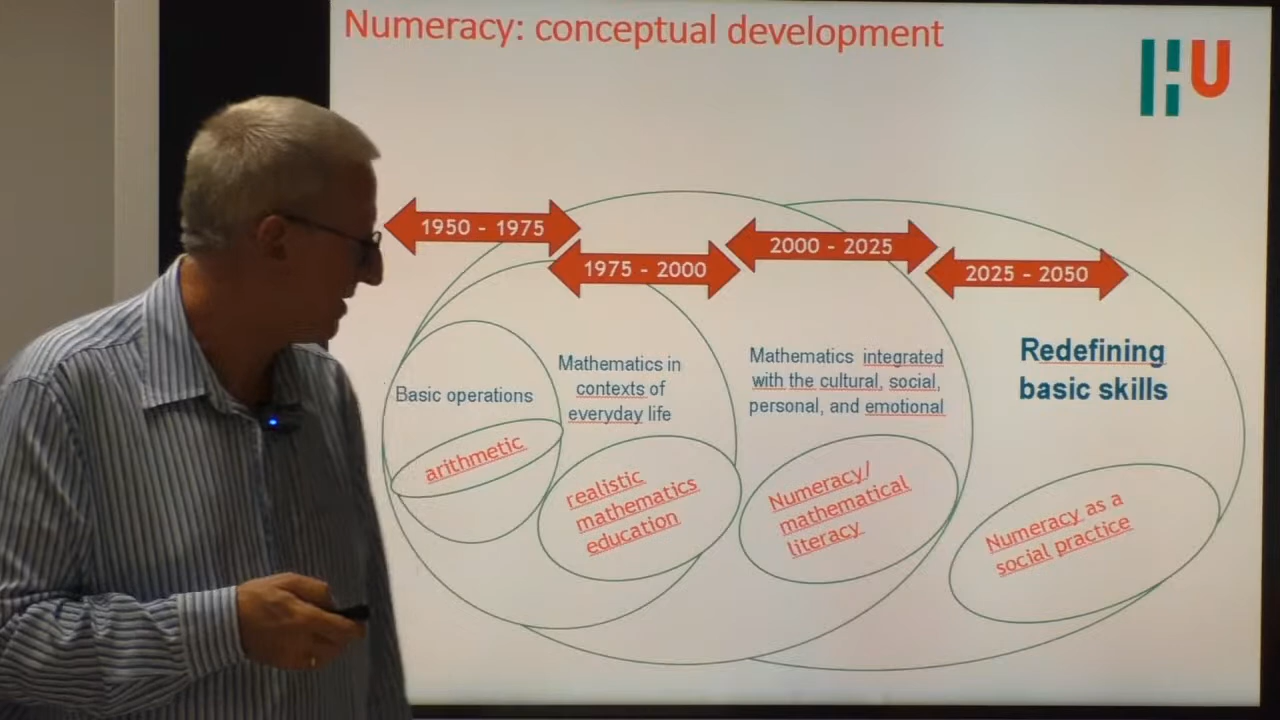 Numeracy: conceptual development
HU
1950 - 1975
1975 - 2000
2000 - 2025
2025 - 2050
Basic operations
arithmetic
Mathematics in
contexts of
everyday life
realistic
mathematics
education
Mathematics integrated
with the cultural, social,
personal, and emotional
Numeracy/
mathematical
literacy
Redefining
basic skills
Numeracy as a
social practice